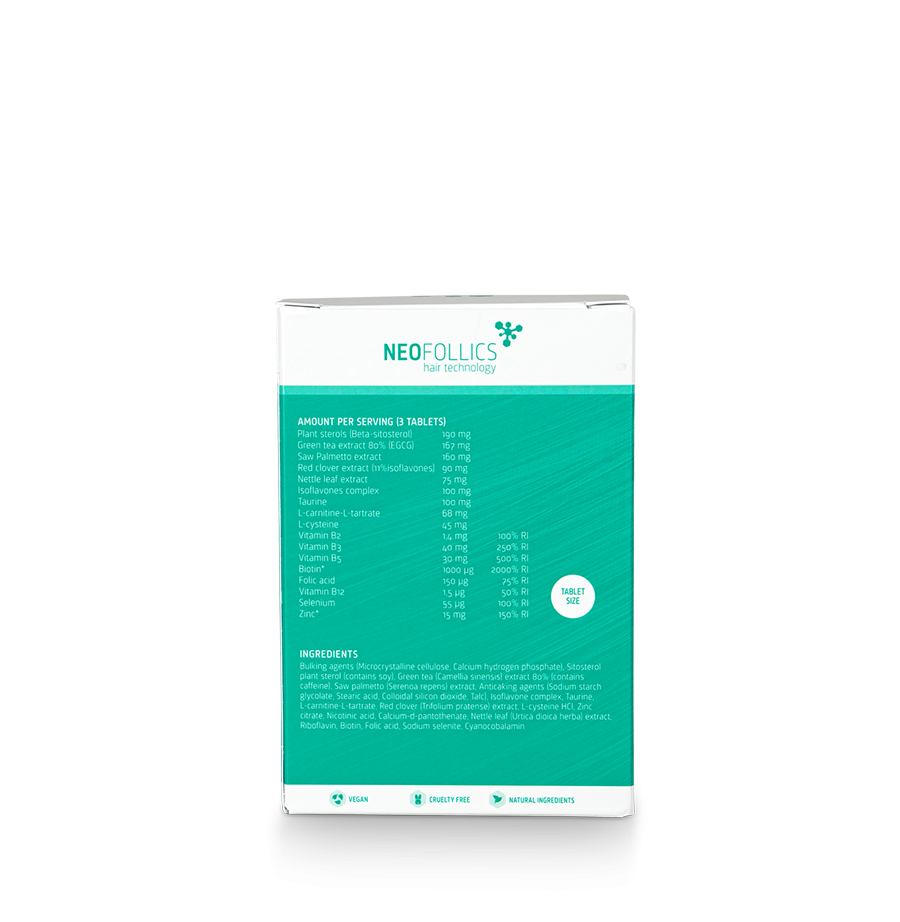 NEOFOLLICS
hair technology
AMOUNT PER SERVING (3 TABLETS)
Plant sterols (Beta-sitosterol) 190 mg
Green tea extract 80% (EGCG) 167 mg
Saw Palmetto extract 160 mg
Red clover extract (11%isoflavones) 90 mg
Nettle leaf extract 75 mg
Isoflavones complex 100 mg
Taurine 100 mg
L-carnitine-L-tartrate 68 mg
L-cysteine 45 mg
Vitamin B2 1,4 mg 100% RI
Vitamin B3 40 mg 250% RI
Vitamin B5 30 mg 500% RI
Biotin* 1000 µg 2000% RI
Folic acid 150 µg 75% RI
Vitamin B12 1,5 µg 50% RI
Selenium 55 µg 100% RI
Zinc* 15 mg 150% RI
TABLET
SIZE
INGREDIENTS
Bulking agents (Microcrystalline cellulose, Calcium hydrogen phosphate), Sitosterol
plant sterol (contains soy), Green tea (Camellia sinensis) extract 80% (contains
caffeine), Saw palmetto (Serenoa repens) extract, Anticaking agents (Sodium starch
glycolate, Stearic acid, Colloidal silicon dioxide, Talc), Isoflavone complex, Taurine,
L-carnitine-L-tartrate, Red clover (Trifolium pratense) extract, L-cysteine HCl, Zinc
citrate, Nicotinic acid, Calcium-d-pantothenate, Nettle leaf (Urtica dioica herba) extract,
Riboflavin, Biotin, Folic acid, Sodium selenite, Cyanocobalamin
VEGAN
CRUELTY FREE
NATURAL INGREDIENTS